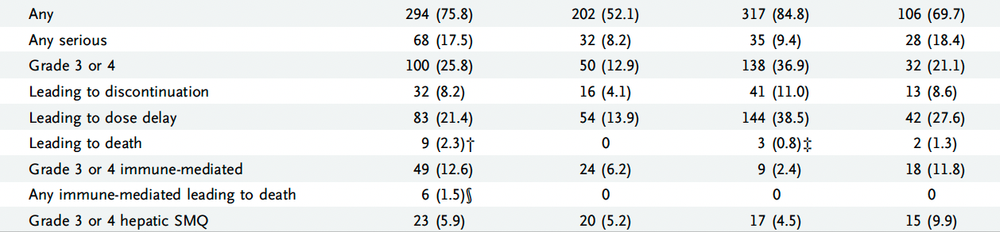 Any 294 (75.8) 202 (52.1) 317 (84.8) 106 (69.7)
Any serious 68 (17.5) 32 (8.2) 35 (9.4) 28 (18.4)
Grade 3 or 4 100 (25.8) 50 (12.9) 138 (36.9) 32 (21.1)
Leading to discontinuation 32 (8.2) 16 (4.1) 41 (11.0) 13 (8.6)
Leading to dose delay 83 (21.4) 54 (13.9) 144 (38.5) 42 (27.6)
Leading to death 9 (2.3)† 0 3 (0.8)‡ 2 (1.3)
Grade 3 or 4 immune-mediated 49 (12.6) 24 (6.2) 9 (2.4) 18 (11.8)
Any immune-mediated leading to death 6 (1.5)§ 0 0 0
Grade 3 or 4 hepatic SMQ 23 (5.9) 20 (5.2) 17 (4.5) 15 (9.9)